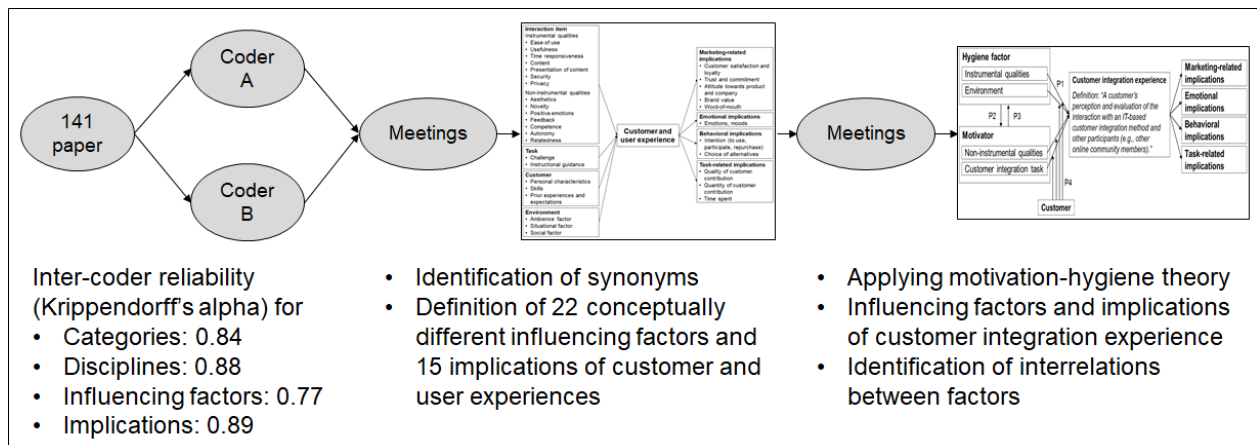 141
paper
Coder
A
Coder
B
Meetings
Interaction item
Instrumental qualities
• Ease of use
• Usefulness
• Time responsiveness
• Content
• Presentation of content
• Security
• Privacy
Non-instrumental qualities
• Aesthetics
• Novelty
• Positive emotions
• Feedback
• Competence
• Autonomy
• Relatedness
Task
• Challenge
• Instructional guidance
Customer
• Personal characteristics
• Skills
• Prior experiences and
expectations
Environment
• Ambience factor
• Situational factor
• Social factor
Customer and
user experience
Marketing-related
implications
• Customer satisfaction and
loyalty
• Trust and commitment
• Attitude towards product
and company
• Brand value
• Word-of-mouth
Emotional implications
• Emotions, moods
Behavioral implications
• Intention (to use,
participate, repurchase)
• Choice of alternatives
Task-related implications
• Quality of customer
contribution
• Quantity of customer
contribution
• Time spent
Meetings
Hygiene factor
Instrumental qualities
Environment
P1
P2
P3
Motivator
Non-instrumental qualities
Customer integration task
P4
Customer
Customer integration experience
Definition: "A customer's
perception and evaluation of the
interaction with an IT-based
customer integration method and
other participants (e.g., other
online community members)."
Marketing-related
implications
Emotional
implications
Behavioral
implications
Task-related
implications
Inter-coder reliability
(Krippendorff's alpha) for
• Categories: 0.84
• Disciplines: 0.88
• Influencing factors: 0.77
• Implications: 0.89
• Identification of synonyms
• Definition of 22 conceptually
different influencing factors and
15 implications of customer and
user experiences
• Applying motivation-hygiene theory
• Influencing factors and implications
of customer integration experience
• Identification of interrelations
between factors